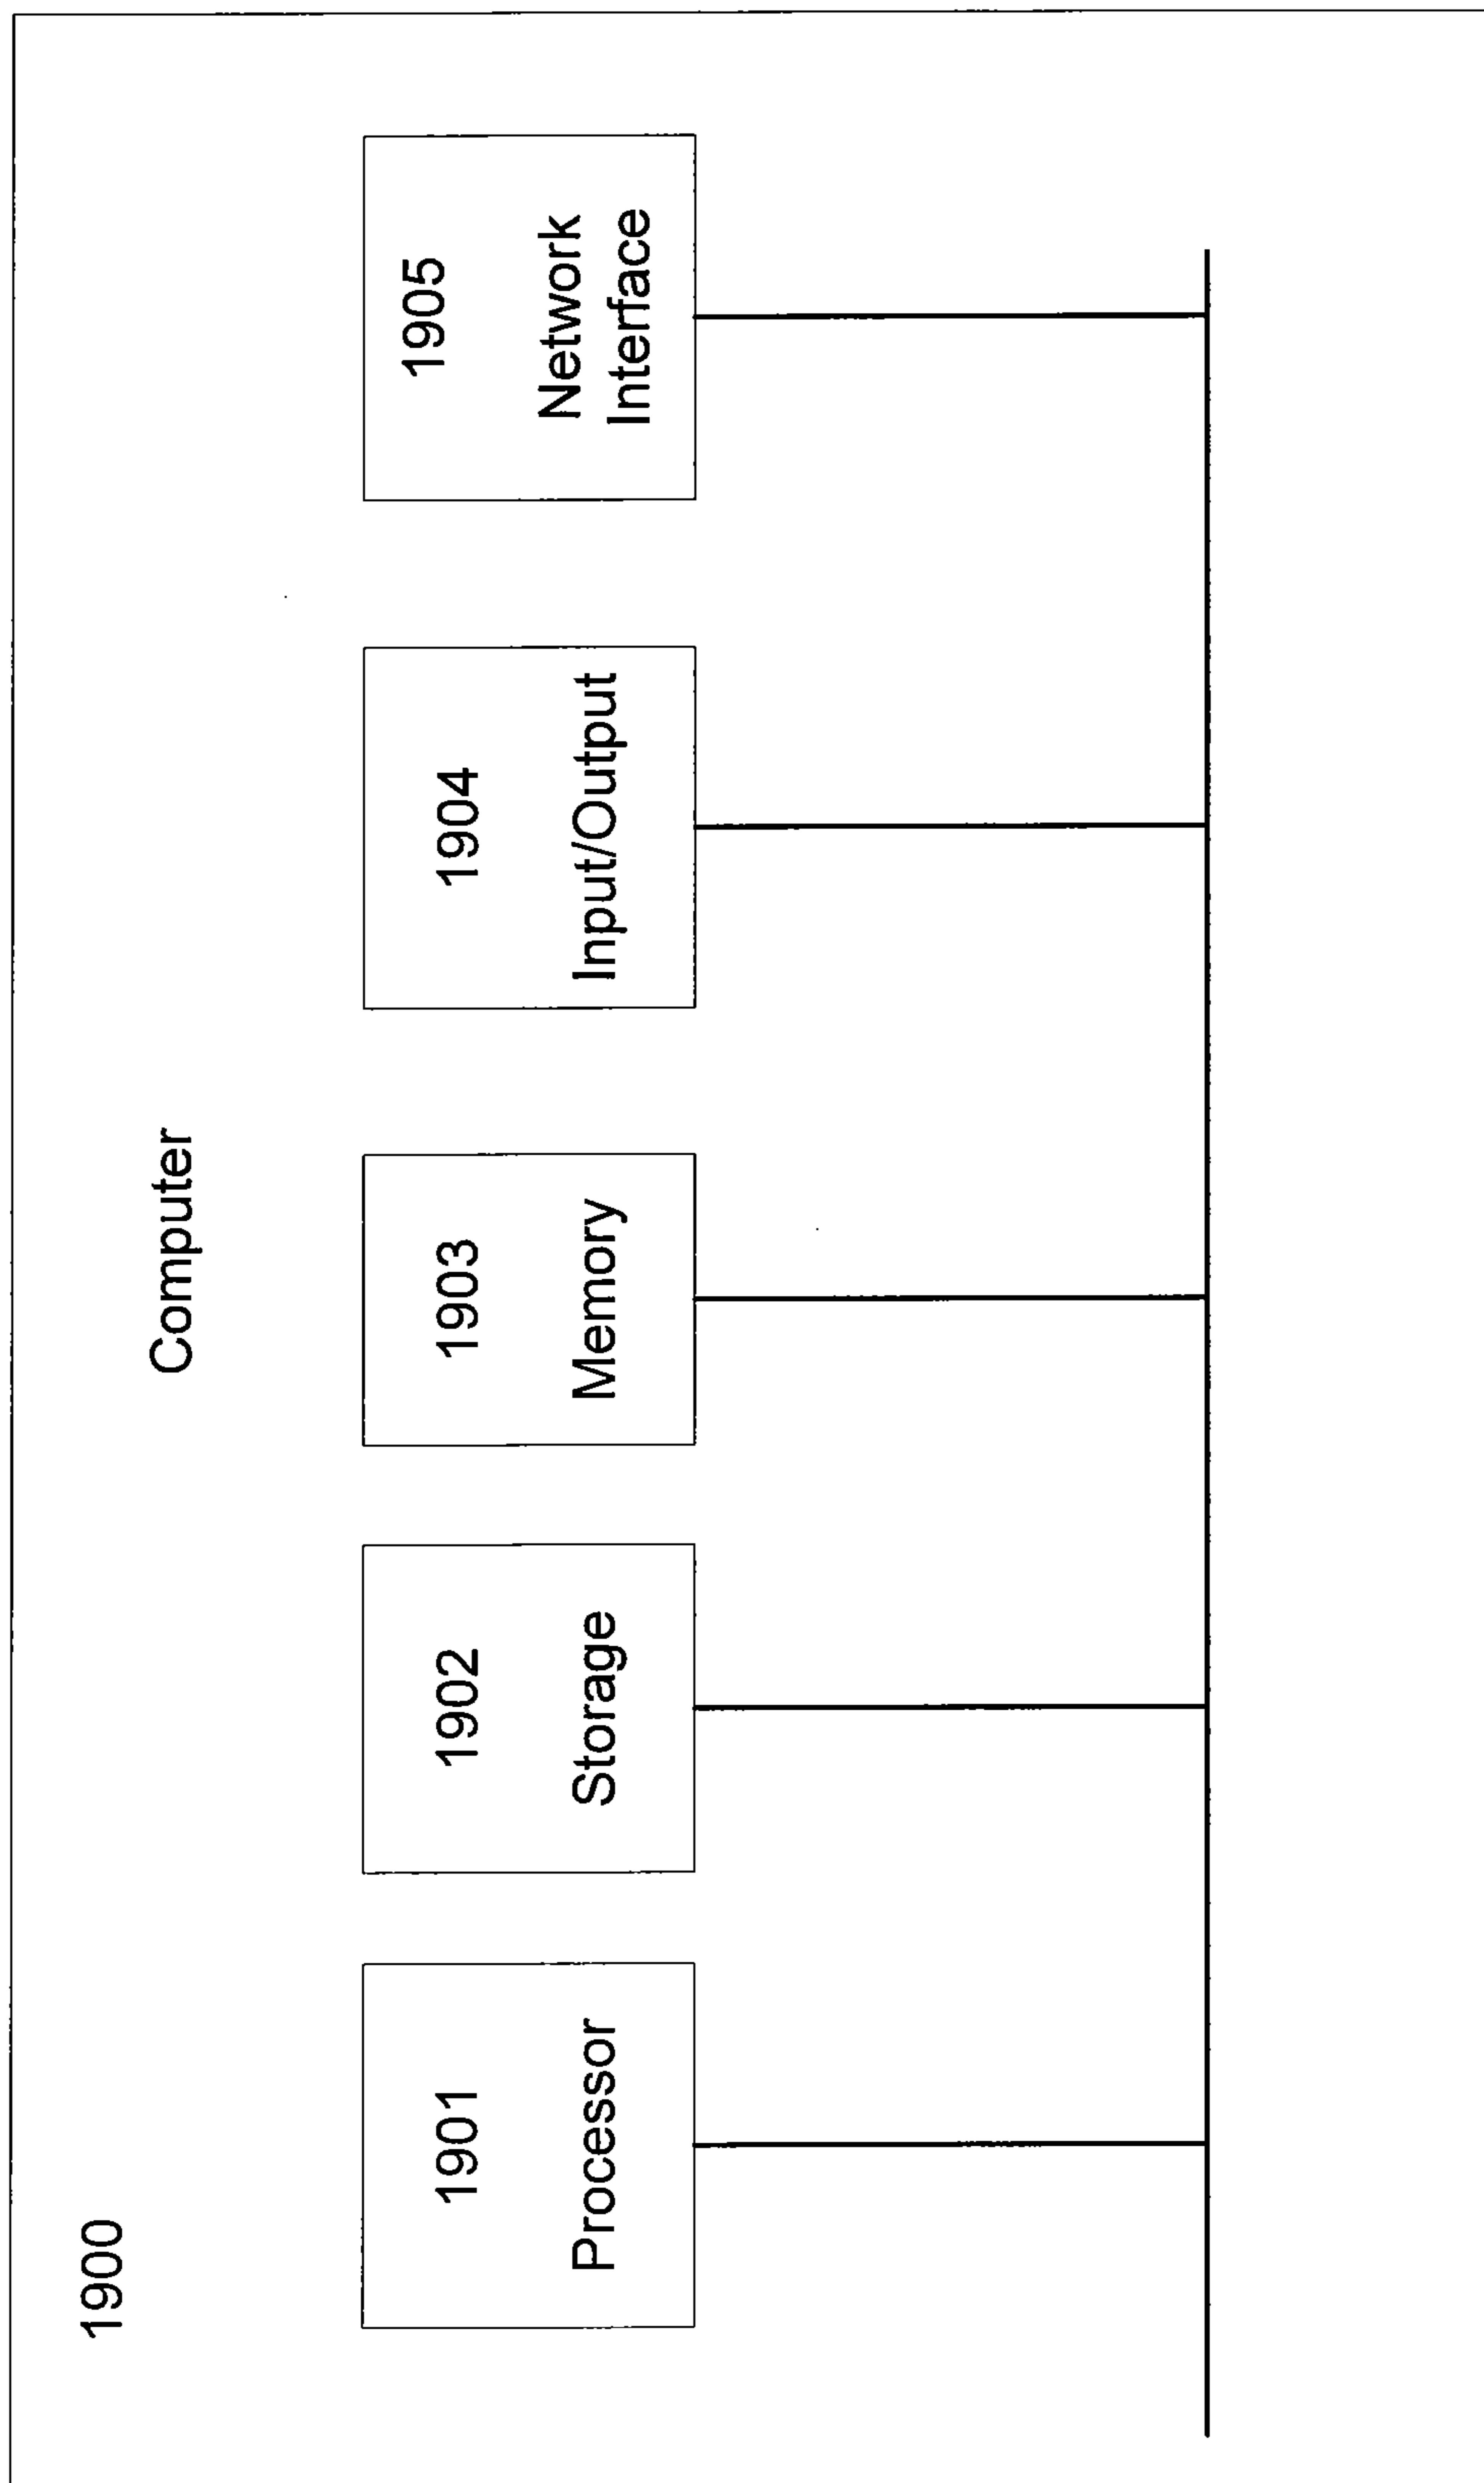 1900
Computer
1901
Processor
1902
Storage
1903
Memory
1904
Input/Output
1905
Network
Interface